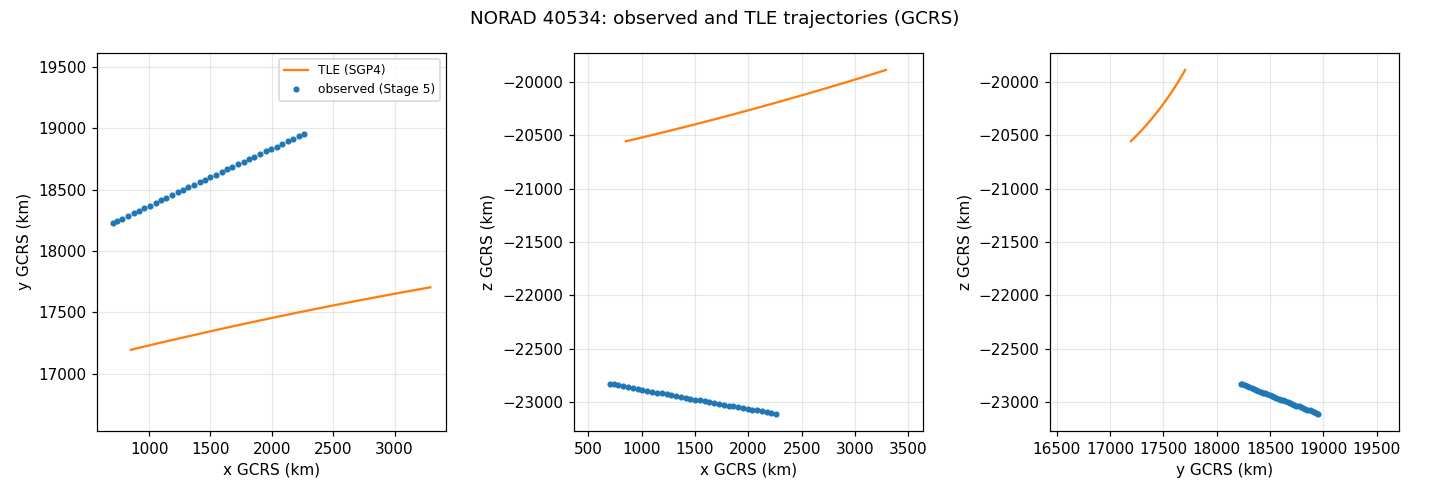 NORAD 40534: observed and TLE trajectories (GCRS)
TLE (SGP4)
observed (Stage 5)
19500
19000
18500
18000
17500
17000
y GCRS (km)
1000 1500 2000 2500 3000
x GCRS (km)
−20000
−20500
−21000
−21500
−22000
−22500
−23000
z GCRS (km)
500 1000 1500 2000 2500 3000 3500
x GCRS (km)
−20000
−20500
−21000
−21500
−22000
−22500
−23000
z GCRS (km)
16500 17000 17500 18000 18500 19000 19500
y GCRS (km)